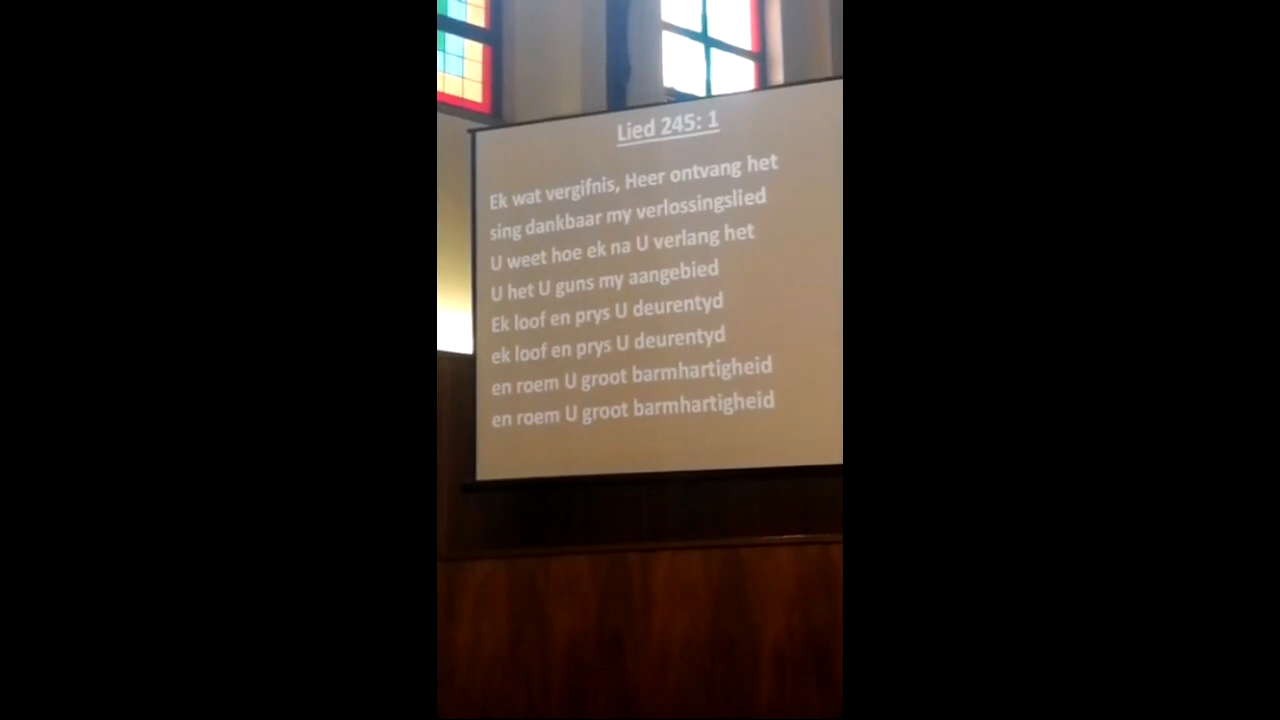 Lied 245: 1
Ek wat vergifnis, Heer ontvang het
sing dankbaar my verlossingslied
U weet hoe ek na U verlang het
U het U guns my aangebied
Ek loof en prys U deurentyd
ek loof en prys U deurentyd
en roem U groot barmhartigheid
en roem U groot barmhartigheid